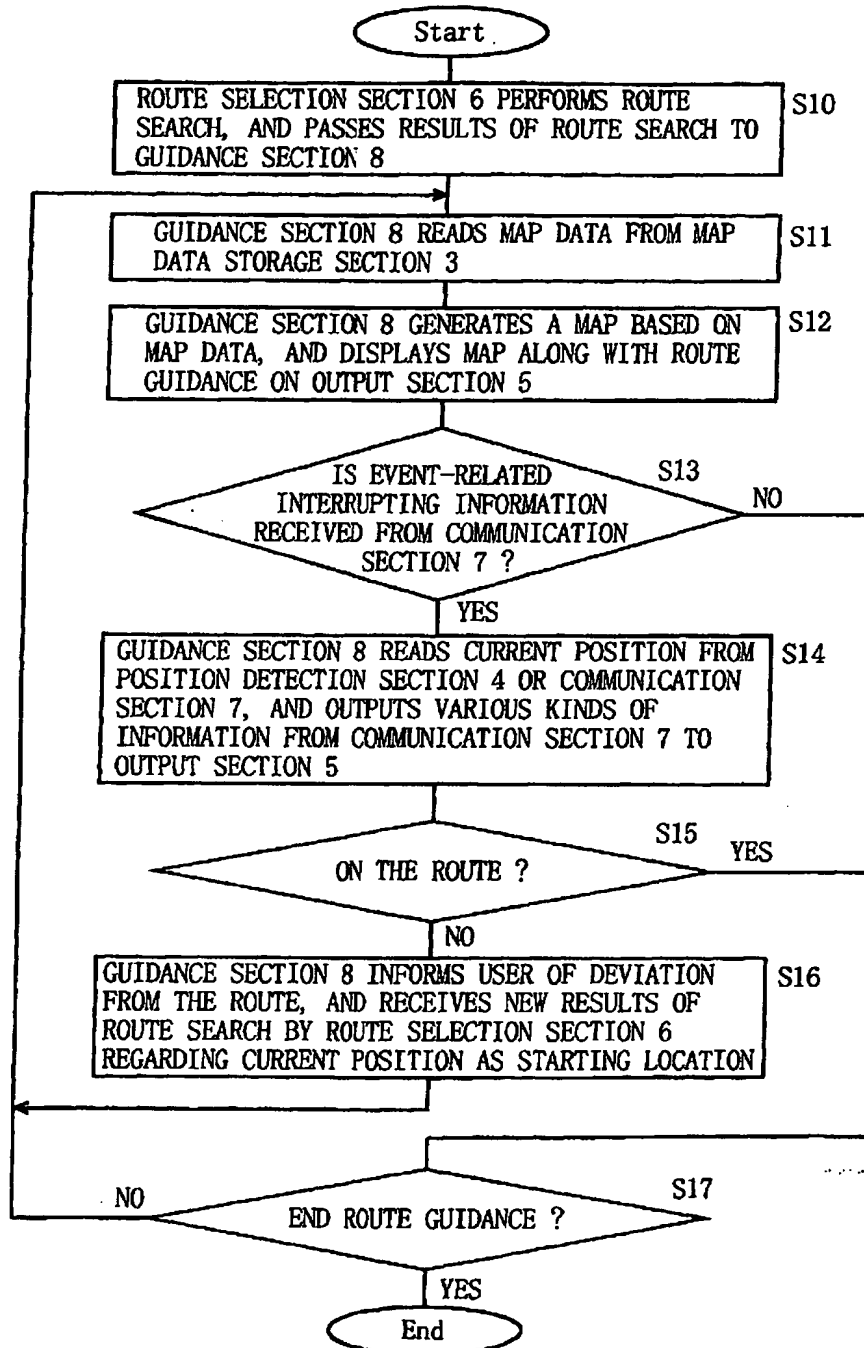 Start
ROUTE SELECTION SECTION 6 PERFORMS ROUTE
SEARCH, AND PASSES RESULTS OF ROUTE SEARCH TO
GUIDANCE SECTION 8
S10
GUIDANCE SECTION 8 READS MAP DATA FROM MAP
DATA STORAGE SECTION 3
S11
GUIDANCE SECTION 8 GENERATES A MAP BASED ON
MAP DATA, AND DISPLAYS MAP ALONG WITH ROUTE
GUIDANCE ON OUTPUT SECTION 5
S12
IS EVENT-RELATED
INTERRUPTING INFORMATION
RECEIVED FROM COMMUNICATION
SECTION 7 ?
S13
NO
YES
GUIDANCE SECTION 8 READS CURRENT POSITION FROM
POSITION DETECTION SECTION 4 OR COMMUNICATION
SECTION 7, AND OUTPUTS VARIOUS KINDS OF
INFORMATION FROM COMMUNICATION SECTION 7 TO
OUTPUT SECTION 5
S14
ON THE ROUTE ?
S15
YES
NO
GUIDANCE SECTION 8 INFORMS USER OF DEVIATION
FROM THE ROUTE, AND RECEIVES NEW RESULTS OF
ROUTE SEARCH BY ROUTE SELECTION SECTION 6
REGARDING CURRENT POSITION AS STARTING LOCATION
S16
NO
END ROUTE GUIDANCE ?
S17
YES
End